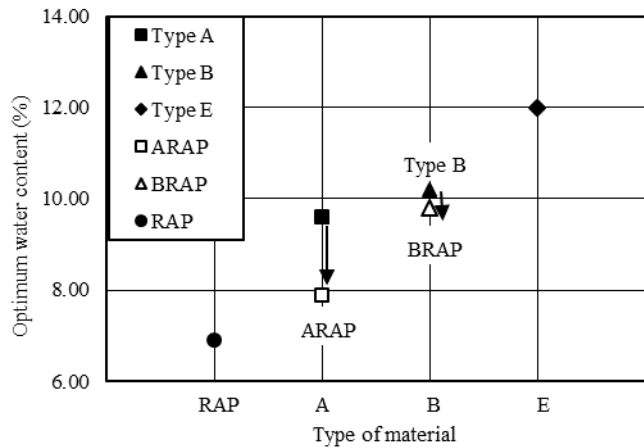 14.00
12.00
10.00
8.00
6.00
Optimum water content (%)
Type A
Type B
Type E
ARAP
BRAP
RAP
Type B
BRAP
ARAP
RAP A B E
Type of material